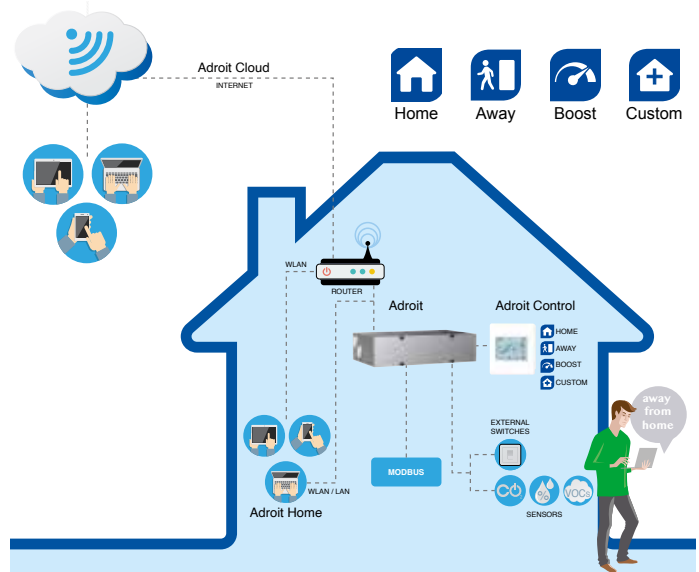 Adroit Cloud
INTERNET
Home
Away
Boost
Custom
WLAN
ROUTER
Adroit
Adroit Control
HOME
AWAY
BOOST
CUSTOM
away
from
home
EXTERNAL
SWITCHES
MODBUS
%
VOCs
SENSORS
WLAN / LAN
Adroit Home